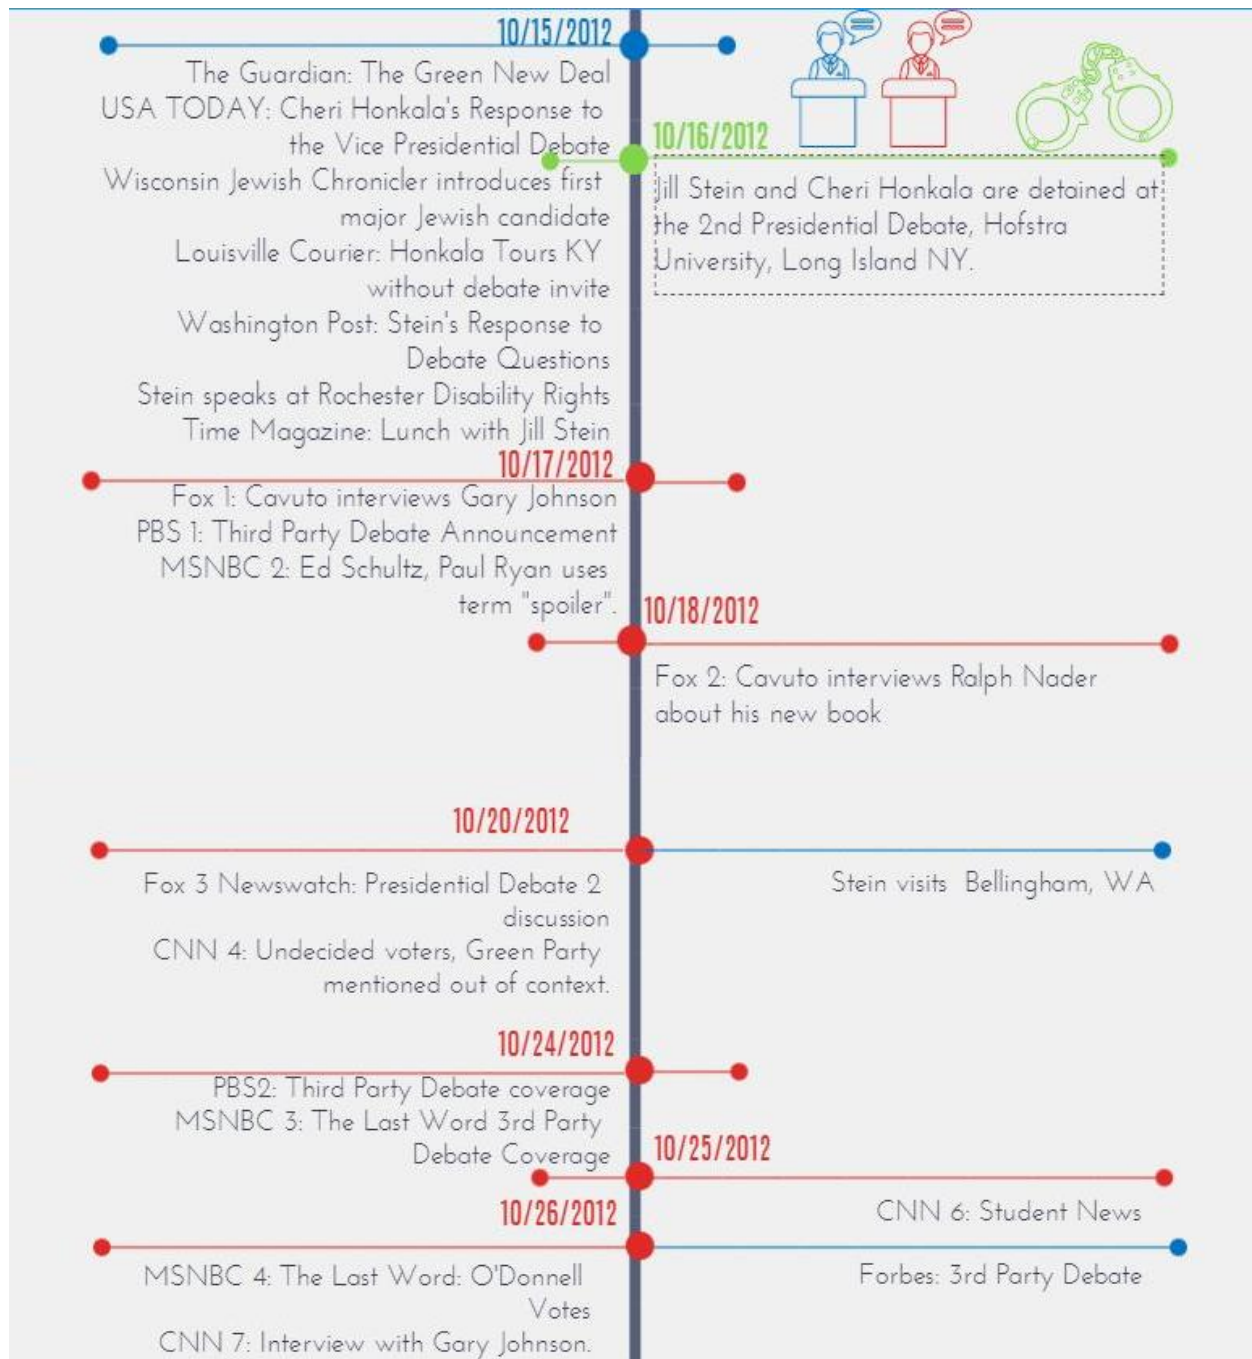 10/15/2012
The Guardian: The Green New Deal
USA TODAY: Cheri Honkala's Response to
the Vice Presidential Debate
Wisconsin Jewish Chronicler introduces first
major Jewish candidate
Louisville Courier: Honkala Tours KY
without debate invite
Washington Post: Stein's Response to
Debate Questions
Stein speaks at Rochester Disability Rights
Time Magazine: Lunch with Jill Stein
10/16/2012
Jill Stein and Cheri Honkala are detained at
the 2nd Presidential Debate, Hofstra
University, Long Island NY.
10/17/2012
Fox 1: Cavuto interviews Gary Johnson
PBS 1: Third Party Debate Announcement
MSNBC 2: Ed Schultz, Paul Ryan uses
term "spoiler".
10/18/2012
Fox 2: Cavuto interviews Ralph Nader
about his new book
10/20/2012
Fox 3 Newswatch: Presidential Debate 2
discussion
CNN 4: Undecided voters, Green Party
mentioned out of context.
Stein visits Bellingham, WA
10/24/2012
PBS2: Third Party Debate coverage
MSNBC 3: The Last Word 3rd Party
Debate Coverage
10/25/2012
CNN 6: Student News
10/26/2012
MSNBC 4: The Last Word: O'Donnell
Votes
CNN 7: Interview with Gary Johnson.
Forbes: 3rd Party Debate